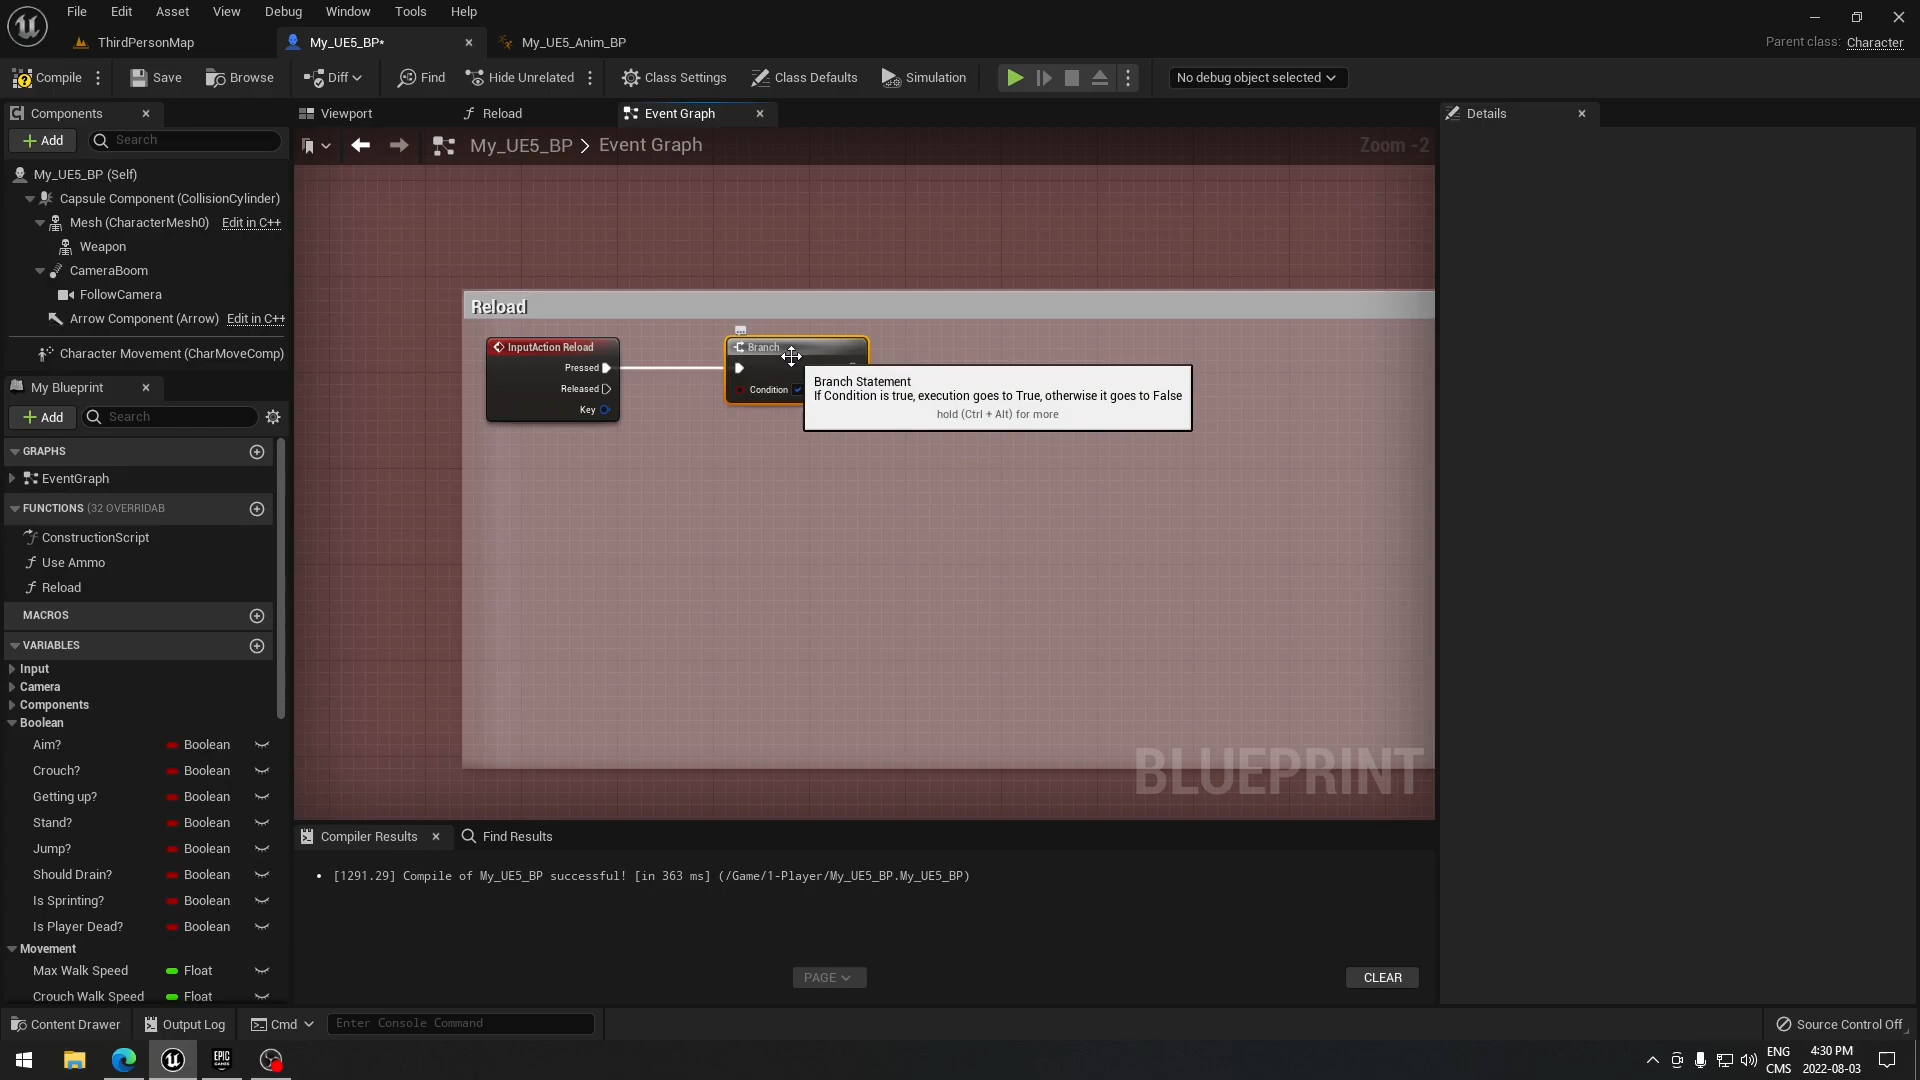 File Edit Asset View Debug Window Tools Help
ThirdPersonMap
My_UE5_BP*
My_UE5_Anim_BP
Parent class: Character
Compile Save Browse Diff Find Hide Unrelated Class Settings Class Defaults Simulation No debug object selected
Components
Add Search
My_UE5_BP (Self)
Capsule Component (CollisionCylinder)
Mesh (CharacterMesh0) Edit in C++
Weapon
CameraBoom
FollowCamera
Arrow Component (Arrow) Edit in C++
Character Movement (CharMoveComp)
My Blueprint
Add Search
GRAPHS
EventGraph
FUNCTIONS (32 OVERRIDAB
ConstructionScript
Use Ammo
Reload
MACROS
VARIABLES
Input
Camera
Components
Boolean
Aim? Boolean
Crouch? Boolean
Getting up? Boolean
Stand? Boolean
Jump? Boolean
Should Drain? Boolean
Is Sprinting? Boolean
Is Player Dead? Boolean
Movement
Max Walk Speed Float
Crouch Walk Speed Float
Viewport Reload Event Graph
My_UE5_BP > Event Graph
Zoom -2
Reload
InputAction Reload
Pressed
Released
Key
Branch
Condition
Branch Statement
If Condition is true, execution goes to True, otherwise it goes to False
hold (Ctrl + Alt) for more
BLUEPRINT
Compiler Results Find Results
[1291.29] Compile of My_UE5_BP successful! [in 363 ms] (/Game/1-Player/My_UE5_BP.My_UE5_BP)
PAGE
CLEAR
Details
Content Drawer Output Log Cmd Enter Console Command
Source Control Off
EPIC
GAMES
ENG
CMS
4:30 PM
2022-08-03